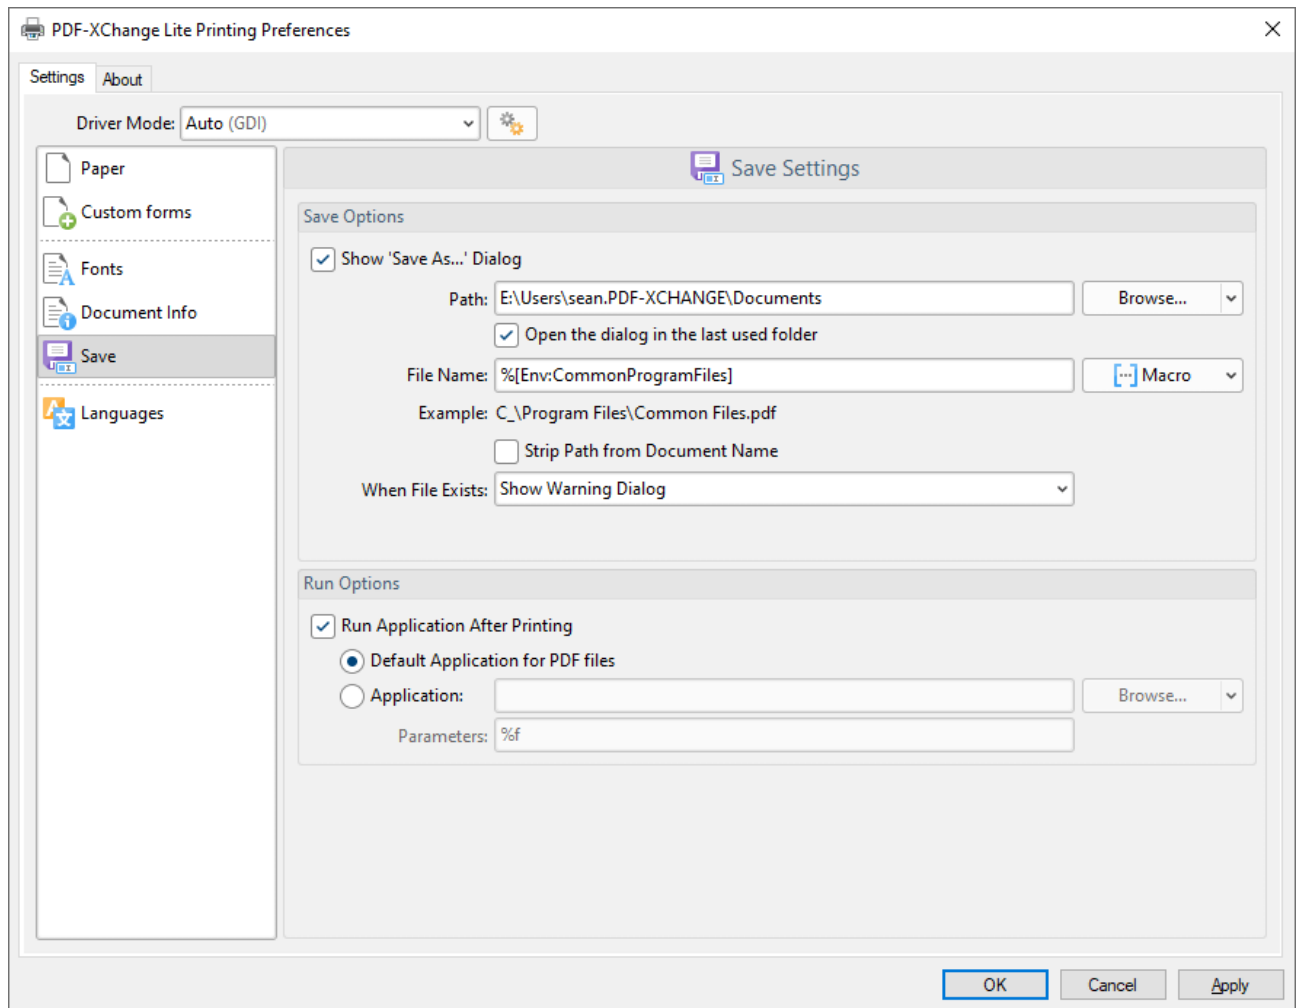 PDF-XChange Lite Printing Preferences
Settings About
Driver Mode: Auto (GDI)
Paper
Custom forms
Fonts
Document Info
Save
Languages
Save Settings
Save Options
Show 'Save As...' Dialog
Path: E:\Users\sean.PDF-XCHANGE\Documents Browse...
Open the dialog in the last used folder
File Name: %[Env:CommonProgramFiles] Macro
Example: C_\Program Files\Common Files.pdf
Strip Path from Document Name
When File Exists: Show Warning Dialog
Run Options
Run Application After Printing
Default Application for PDF files
Application: Browse...
Parameters: %f
OK Cancel Apply